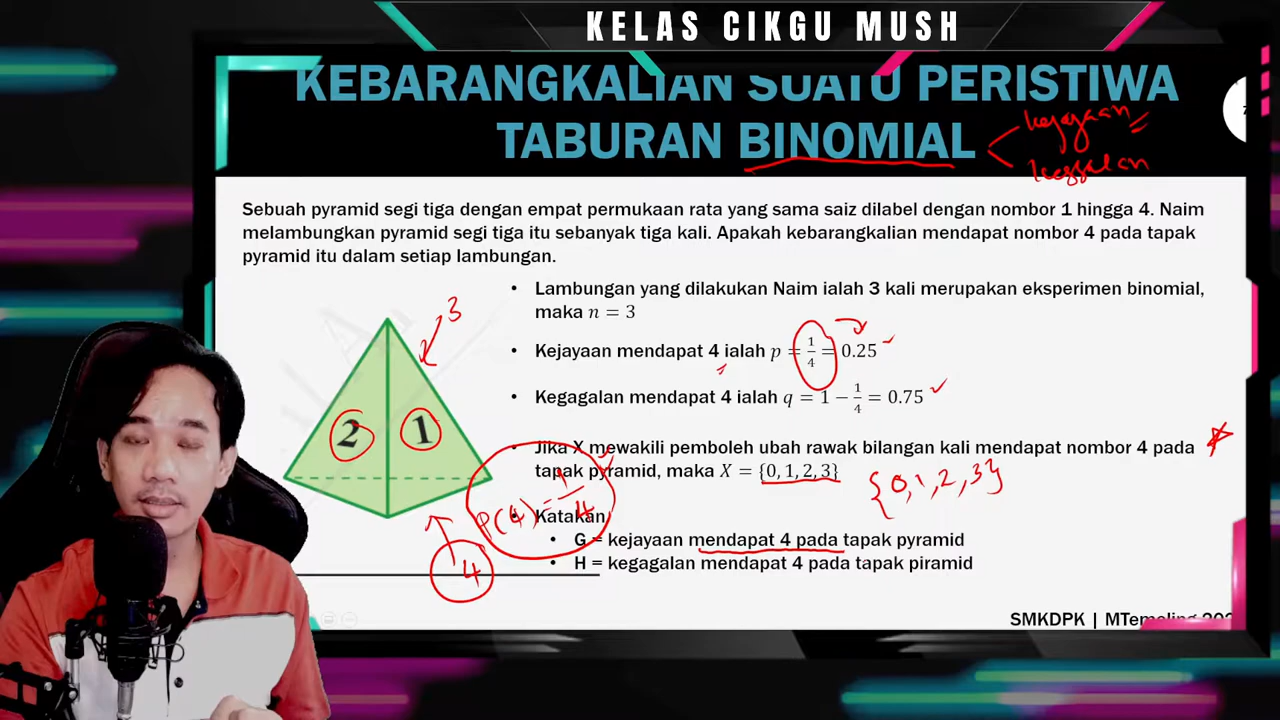 KELAS CIKGU MUSH
KEBARANGKALIAN SUATU PERISTIWA
TABURAN BINOMIAL
kejayaan
kegagalan
Sebuah pyramid segi tiga dengan empat permukaan rata yang sama saiz dilabel dengan nombor 1 hingga 4. Naim
melambungkan pyramid segi tiga itu sebanyak tiga kali. Apakah kebarangkalian mendapat nombor 4 pada tapak
pyramid itu dalam setiap lambungan.
• Lambungan yang dilakukan Naim ialah 3 kali merupakan eksperimen binomial,
maka n = 3
3
• Kejayaan mendapat 4 ialah p = 1/4 = 0.25
• Kegagalan mendapat 4 ialah q = 1 − 1/4 = 0.75
2 1
• Jika X mewakili pemboleh ubah rawak bilangan kali mendapat nombor 4 pada
tapak pyramid, maka X = {0, 1, 2, 3}
{0,1,2,3}
P(4) = 1/4
• Katakan
• G = kejayaan mendapat 4 pada tapak pyramid
• H = kegagalan mendapat 4 pada tapak piramid
4
SMKDPK | MTemoling 202